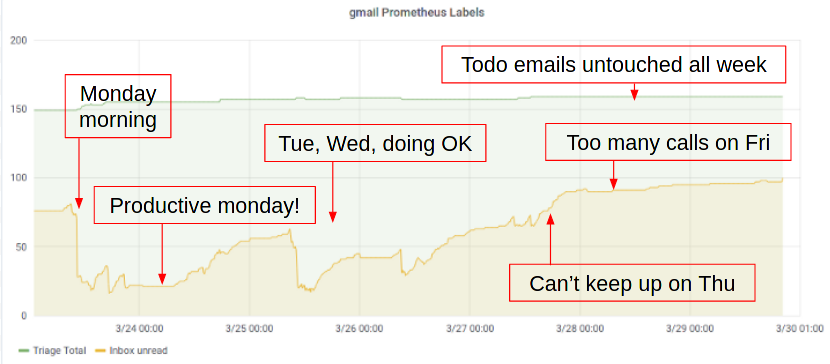 gmail Prometheus Labels
200
150
100
50
0
Monday
morning
Productive monday!
Tue, Wed, doing OK
Todo emails untouched all week
Too many calls on Fri
Can't keep up on Thu
3/24 00:00
3/25 00:00
3/26 00:00
3/27 00:00
3/28 00:00
3/29 00:00
3/30 01:00
Triage Total
Inbox unread